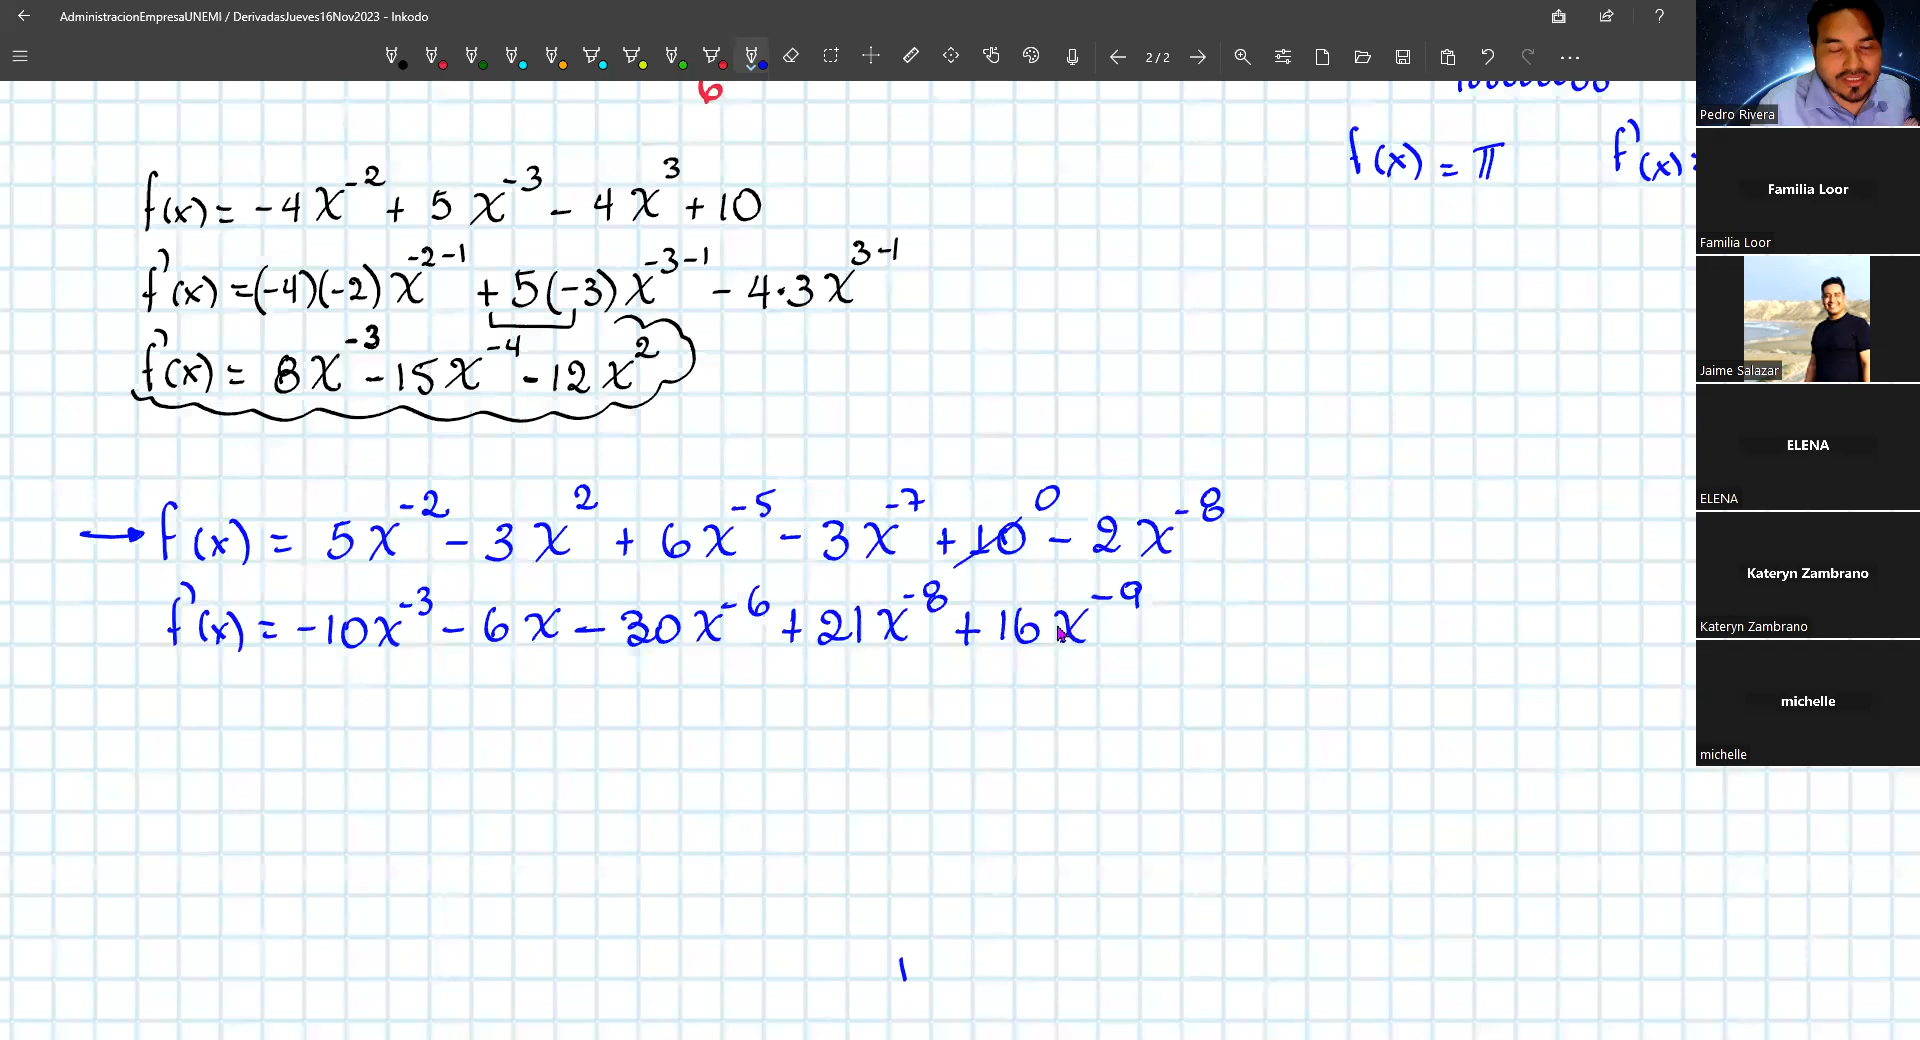 AdministracionEmpresaUNEMI / DerivadasJueves16Nov2023 - Inkodo
2/2
6
f(x) = π f'(x) =
f(x) = -4x^-2 + 5x^-3 - 4x^3 + 10
f'(x) = (-4)(-2)x^-2-1 + 5(-3)x^-3-1 - 4·3x^3-1
f'(x) = 8x^-3 - 15x^-4 - 12x^2
→ f(x) = 5x^-2 - 3x^2 + 6x^-5 - 3x^-7 + 10^0 - 2x^-8
f'(x) = -10x^-3 - 6x - 30x^-6 + 21x^-8 + 16x^-9
Pedro Rivera
Familia Loor
Familia Loor
Jaime Salazar
ELENA
ELENA
Kateryn Zambrano
Kateryn Zambrano
michelle
michelle